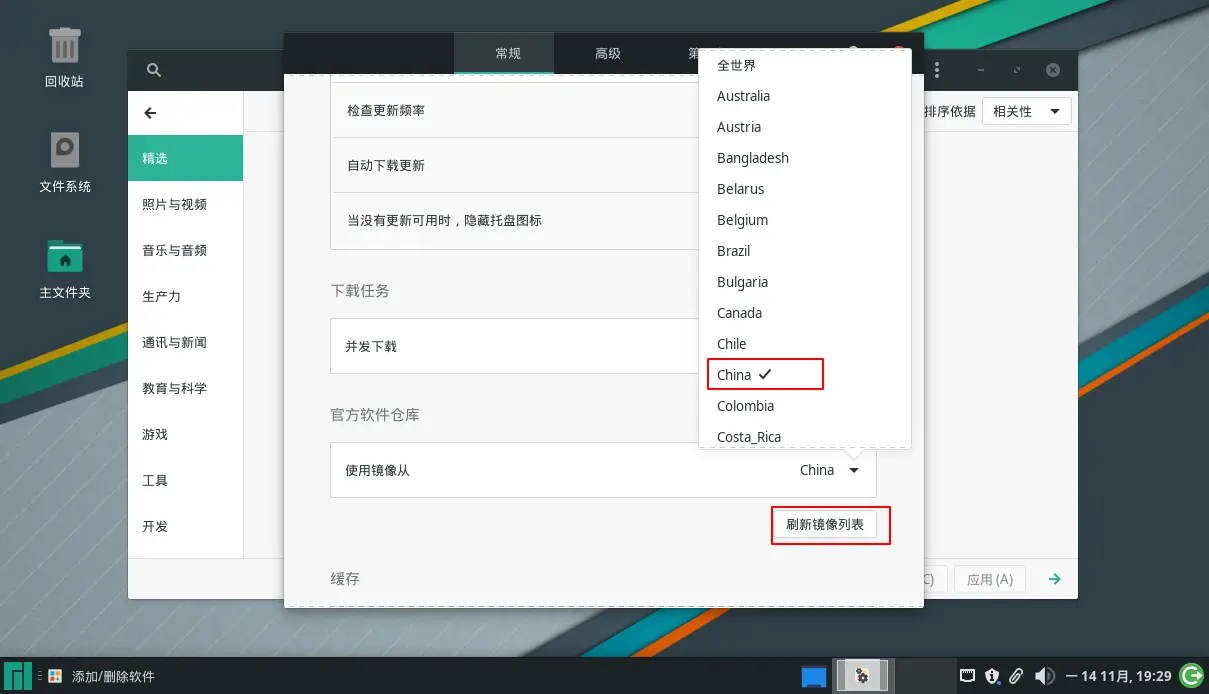 回收站
文件系统
主文件夹
精选
照片与视频
音乐与音频
生产力
通讯与新闻
教育与科学
游戏
工具
开发
常规
高级
第
检查更新频率
自动下载更新
当没有更新可用时，隐藏托盘图标
下载任务
并发下载
官方软件仓库
使用镜像从
China
刷新镜像列表
缓存
全世界
Australia
Austria
Bangladesh
Belarus
Belgium
Brazil
Bulgaria
Canada
Chile
China ✓
Colombia
Costa_Rica
排序依据
相关性
C)
应用 (A)
添加/删除软件
一 14 11月, 19:29